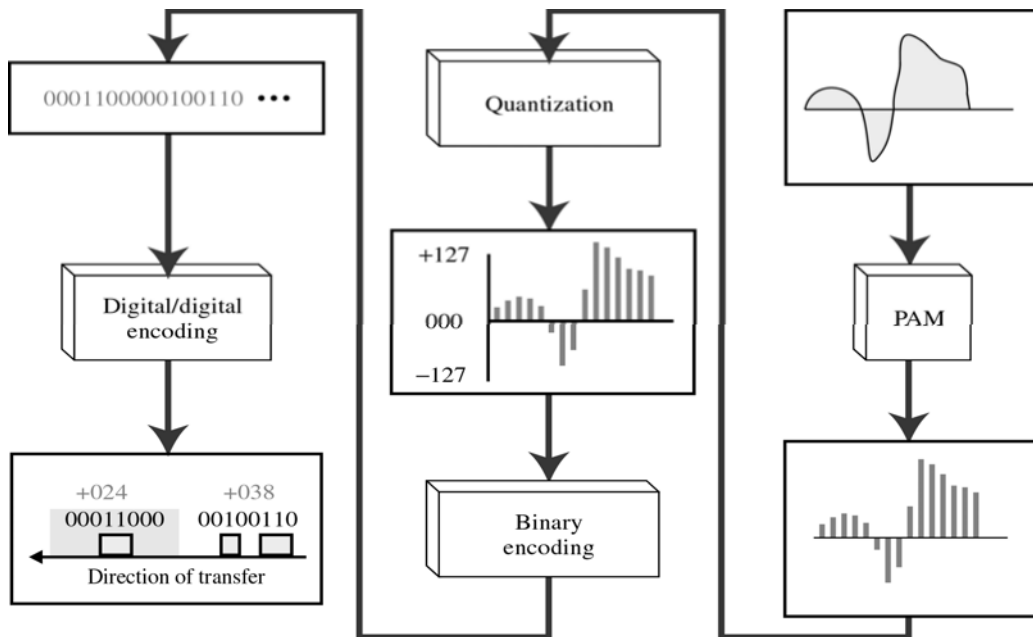 0001100000100110 •••
Digital/digital
encoding
+024 +038
00011000 00100110
Direction of transfer
Quantization
+127
000
−127
Binary
encoding
PAM